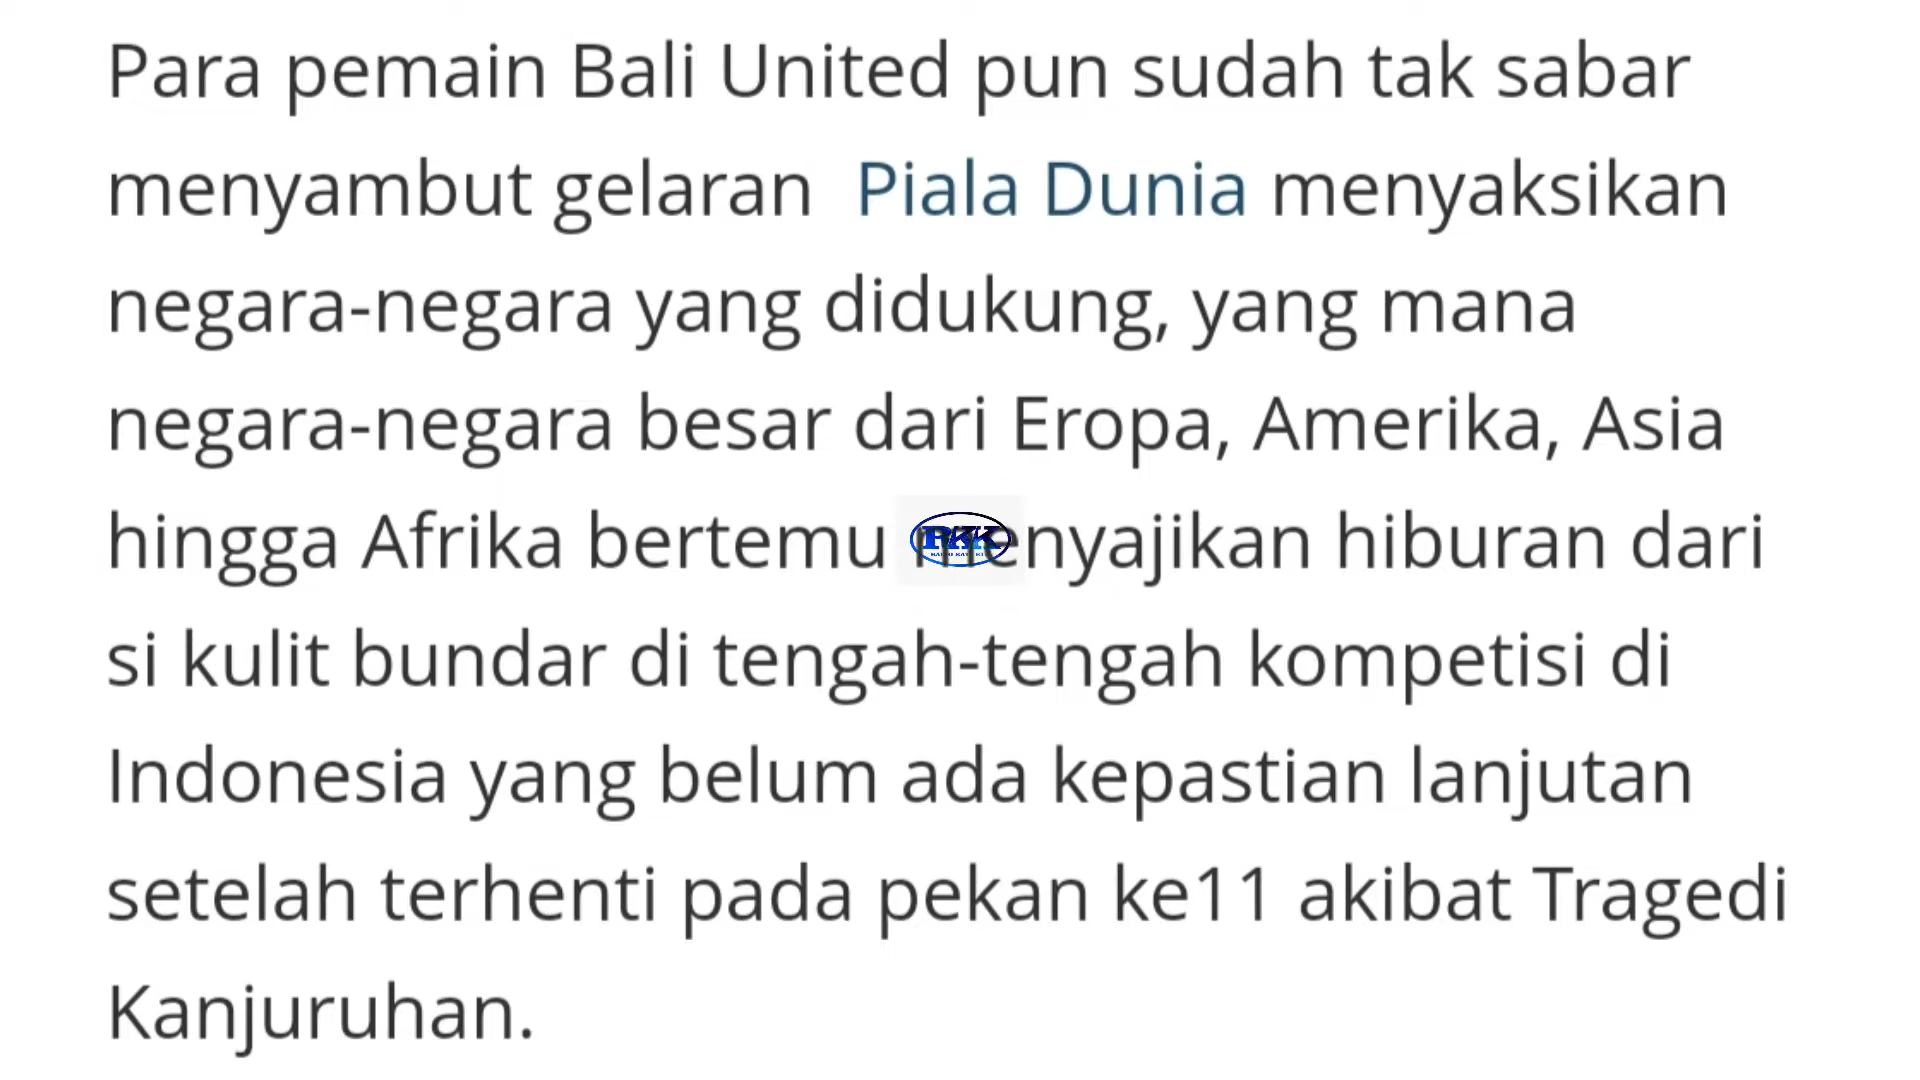 Para pemain Bali United pun sudah tak sabar
menyambut gelaran Piala Dunia menyaksikan
negara-negara yang didukung, yang mana
negara-negara besar dari Eropa, Amerika, Asia
hingga Afrika bertemu menyajikan hiburan dari
si kulit bundar di tengah-tengah kompetisi di
Indonesia yang belum ada kepastian lanjutan
setelah terhenti pada pekan ke11 akibat Tragedi
Kanjuruhan.